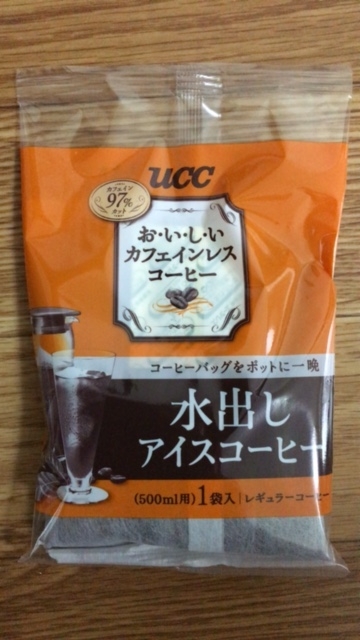 UCC
カフェイン
97%
カット
お・い・し・い
カフェインレス
コーヒー
コーヒーバッグをポットに一晩
水出し
アイスコーヒー
(500ml用)1袋入|レギュラーコーヒー